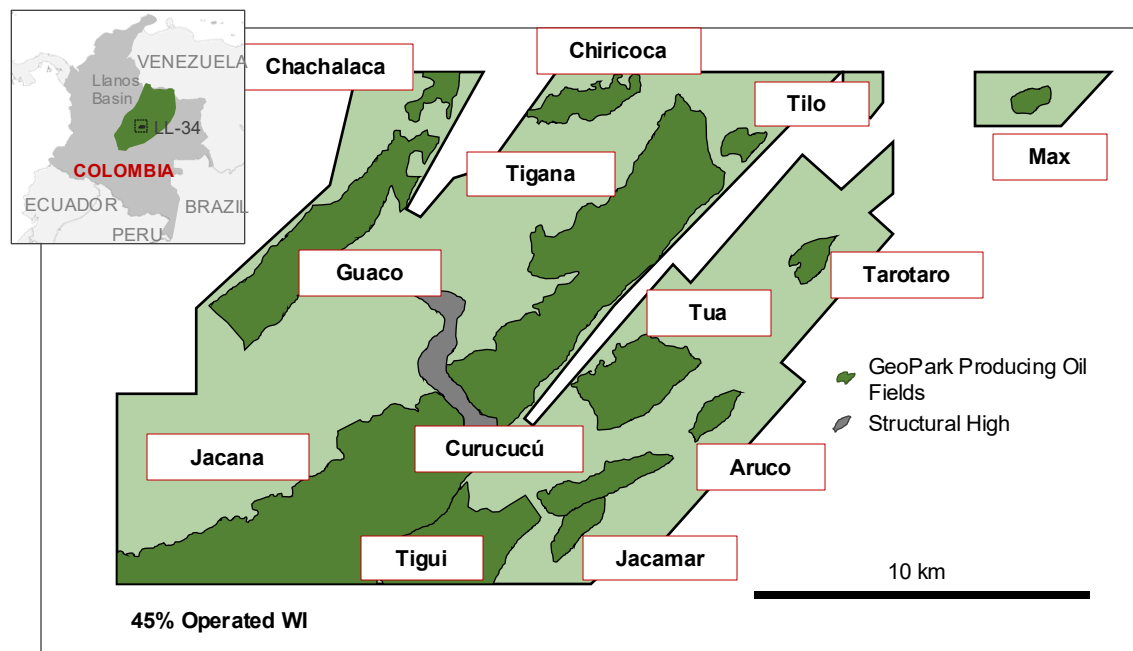 VENEZUELA
Llanos
Basin
LL-34
COLOMBIA
ECUADOR
BRAZIL
PERU
Chachalaca
Chiricoca
Tilo
Max
Tigana
Guaco
Tarotaro
Tua
GeoPark Producing Oil
Fields
Structural High
Jacana
Curucucú
Aruco
Tigui
Jacamar
10 km
45% Operated WI